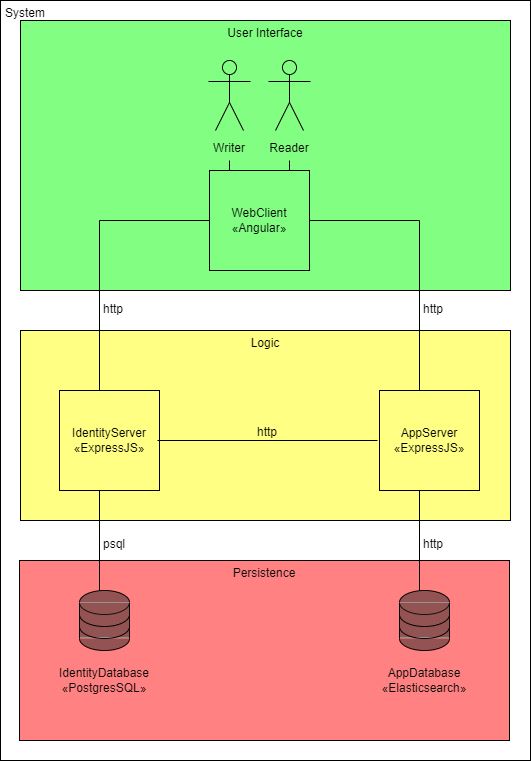 System
User Interface
Writer
Reader
WebClient
«Angular»
http
http
Logic
IdentityServer
«ExpressJS»
http
AppServer
«ExpressJS»
psql
http
Persistence
IdentityDatabase
«PostgresSQL»
AppDatabase
«Elasticsearch»